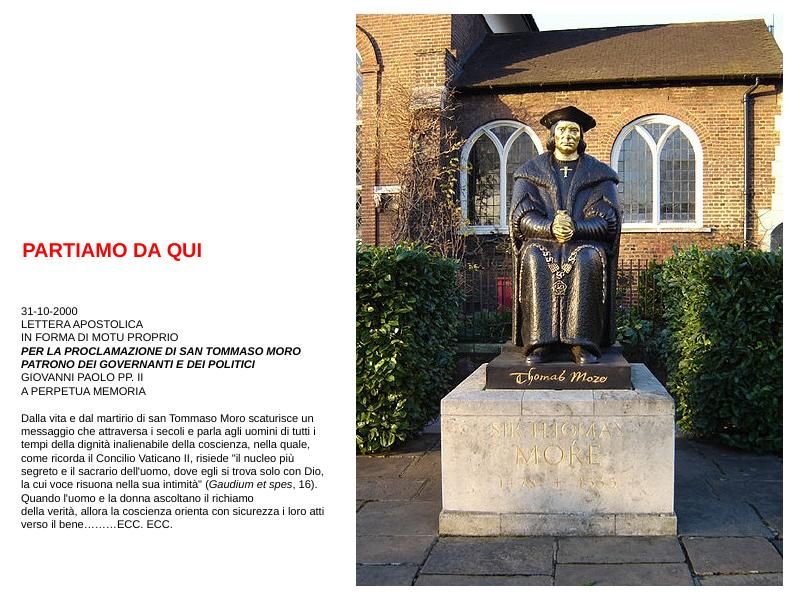 PARTIAMO DA QUI
31-10-2000
LETTERA APOSTOLICA
IN FORMA DI MOTU PROPRIO
PER LA PROCLAMAZIONE DI SAN TOMMASO MORO
PATRONO DEI GOVERNANTI E DEI POLITICI
GIOVANNI PAOLO PP. II
A PERPETUA MEMORIA
Dalla vita e dal martirio di san Tommaso Moro scaturisce un
messaggio che attraversa i secoli e parla agli uomini di tutti i
tempi della dignità inalienabile della coscienza, nella quale,
come ricorda il Concilio Vaticano II, risiede "il nucleo più
segreto e il sacrario dell'uomo, dove egli si trova solo con Dio,
la cui voce risuona nella sua intimità" (Gaudium et spes, 16).
Quando l'uomo e la donna ascoltano il richiamo
della verità, allora la coscienza orienta con sicurezza i loro atti
verso il bene………ECC. ECC.
Thomas More
SIR THOMAS
MORE